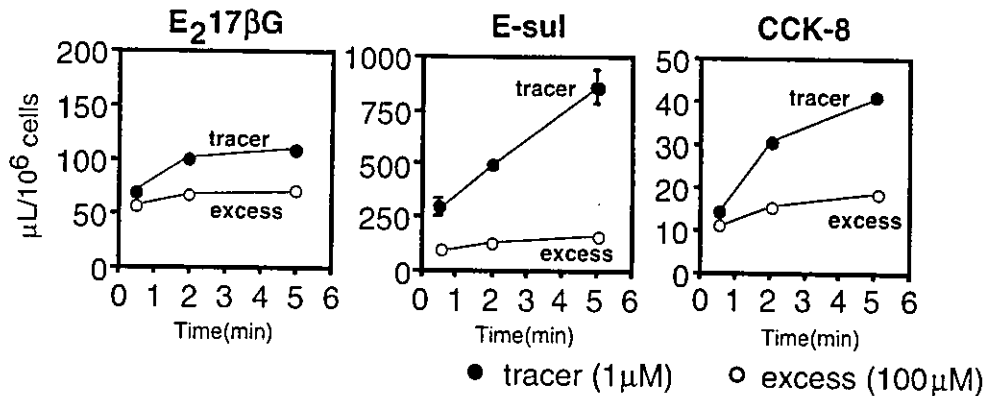 E₂17βG
E-sul
CCK-8
μL/10⁶ cells
200
150
100
50
0
tracer
excess
0 1 2 3 4 5 6
Time(min)
1000
750
500
250
0
tracer
excess
0 1 2 3 4 5 6
Time(min)
50
40
30
20
10
0
tracer
excess
0 1 2 3 4 5 6
Time(min)
● tracer (1μM) ○ excess (100μM)